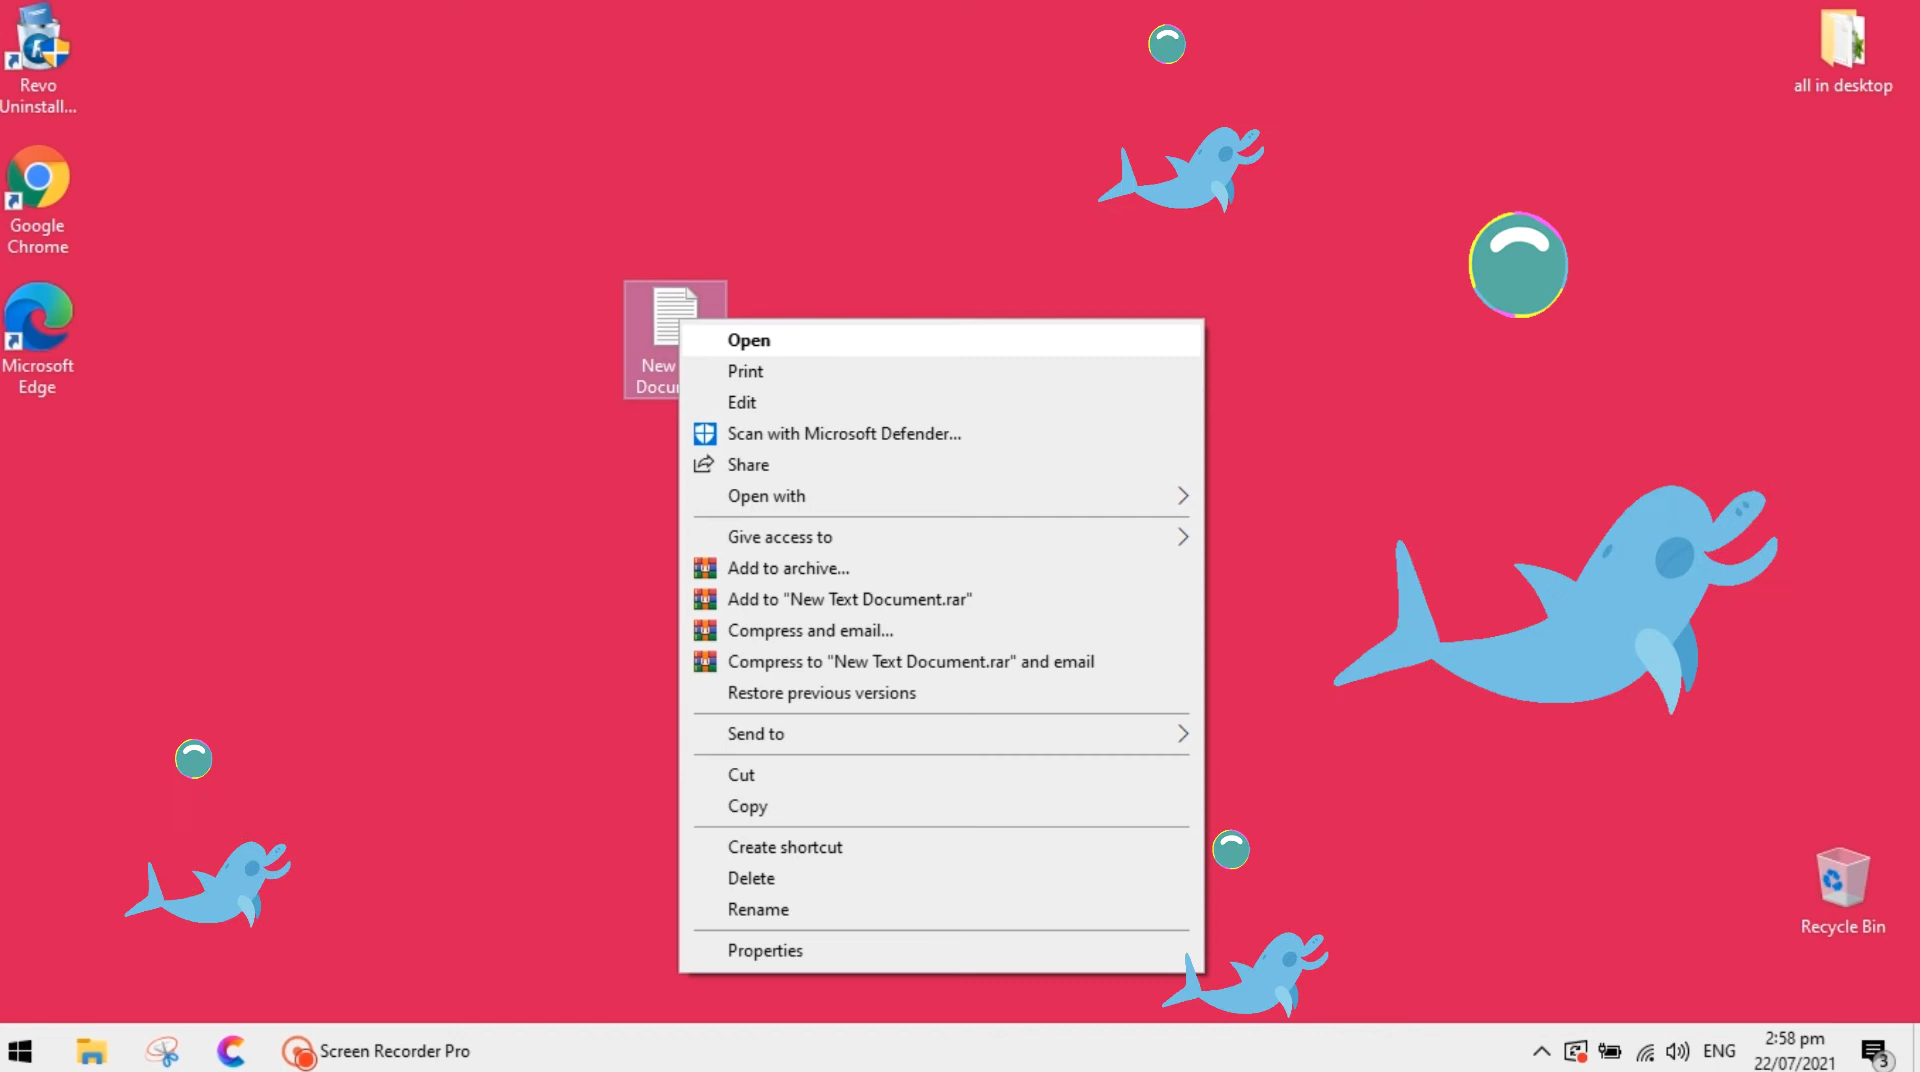 Revo
Uninstall...
Google
Chrome
Microsoft
Edge
all in desktop
New
Docu
Open
Print
Edit
Scan with Microsoft Defender...
Share
Open with
Give access to
Add to archive...
Add to "New Text Document.rar"
Compress and email...
Compress to "New Text Document.rar" and email
Restore previous versions
Send to
Cut
Copy
Create shortcut
Delete
Rename
Properties
Recycle Bin
Screen Recorder Pro
ENG
2:58 pm
22/07/2021
3